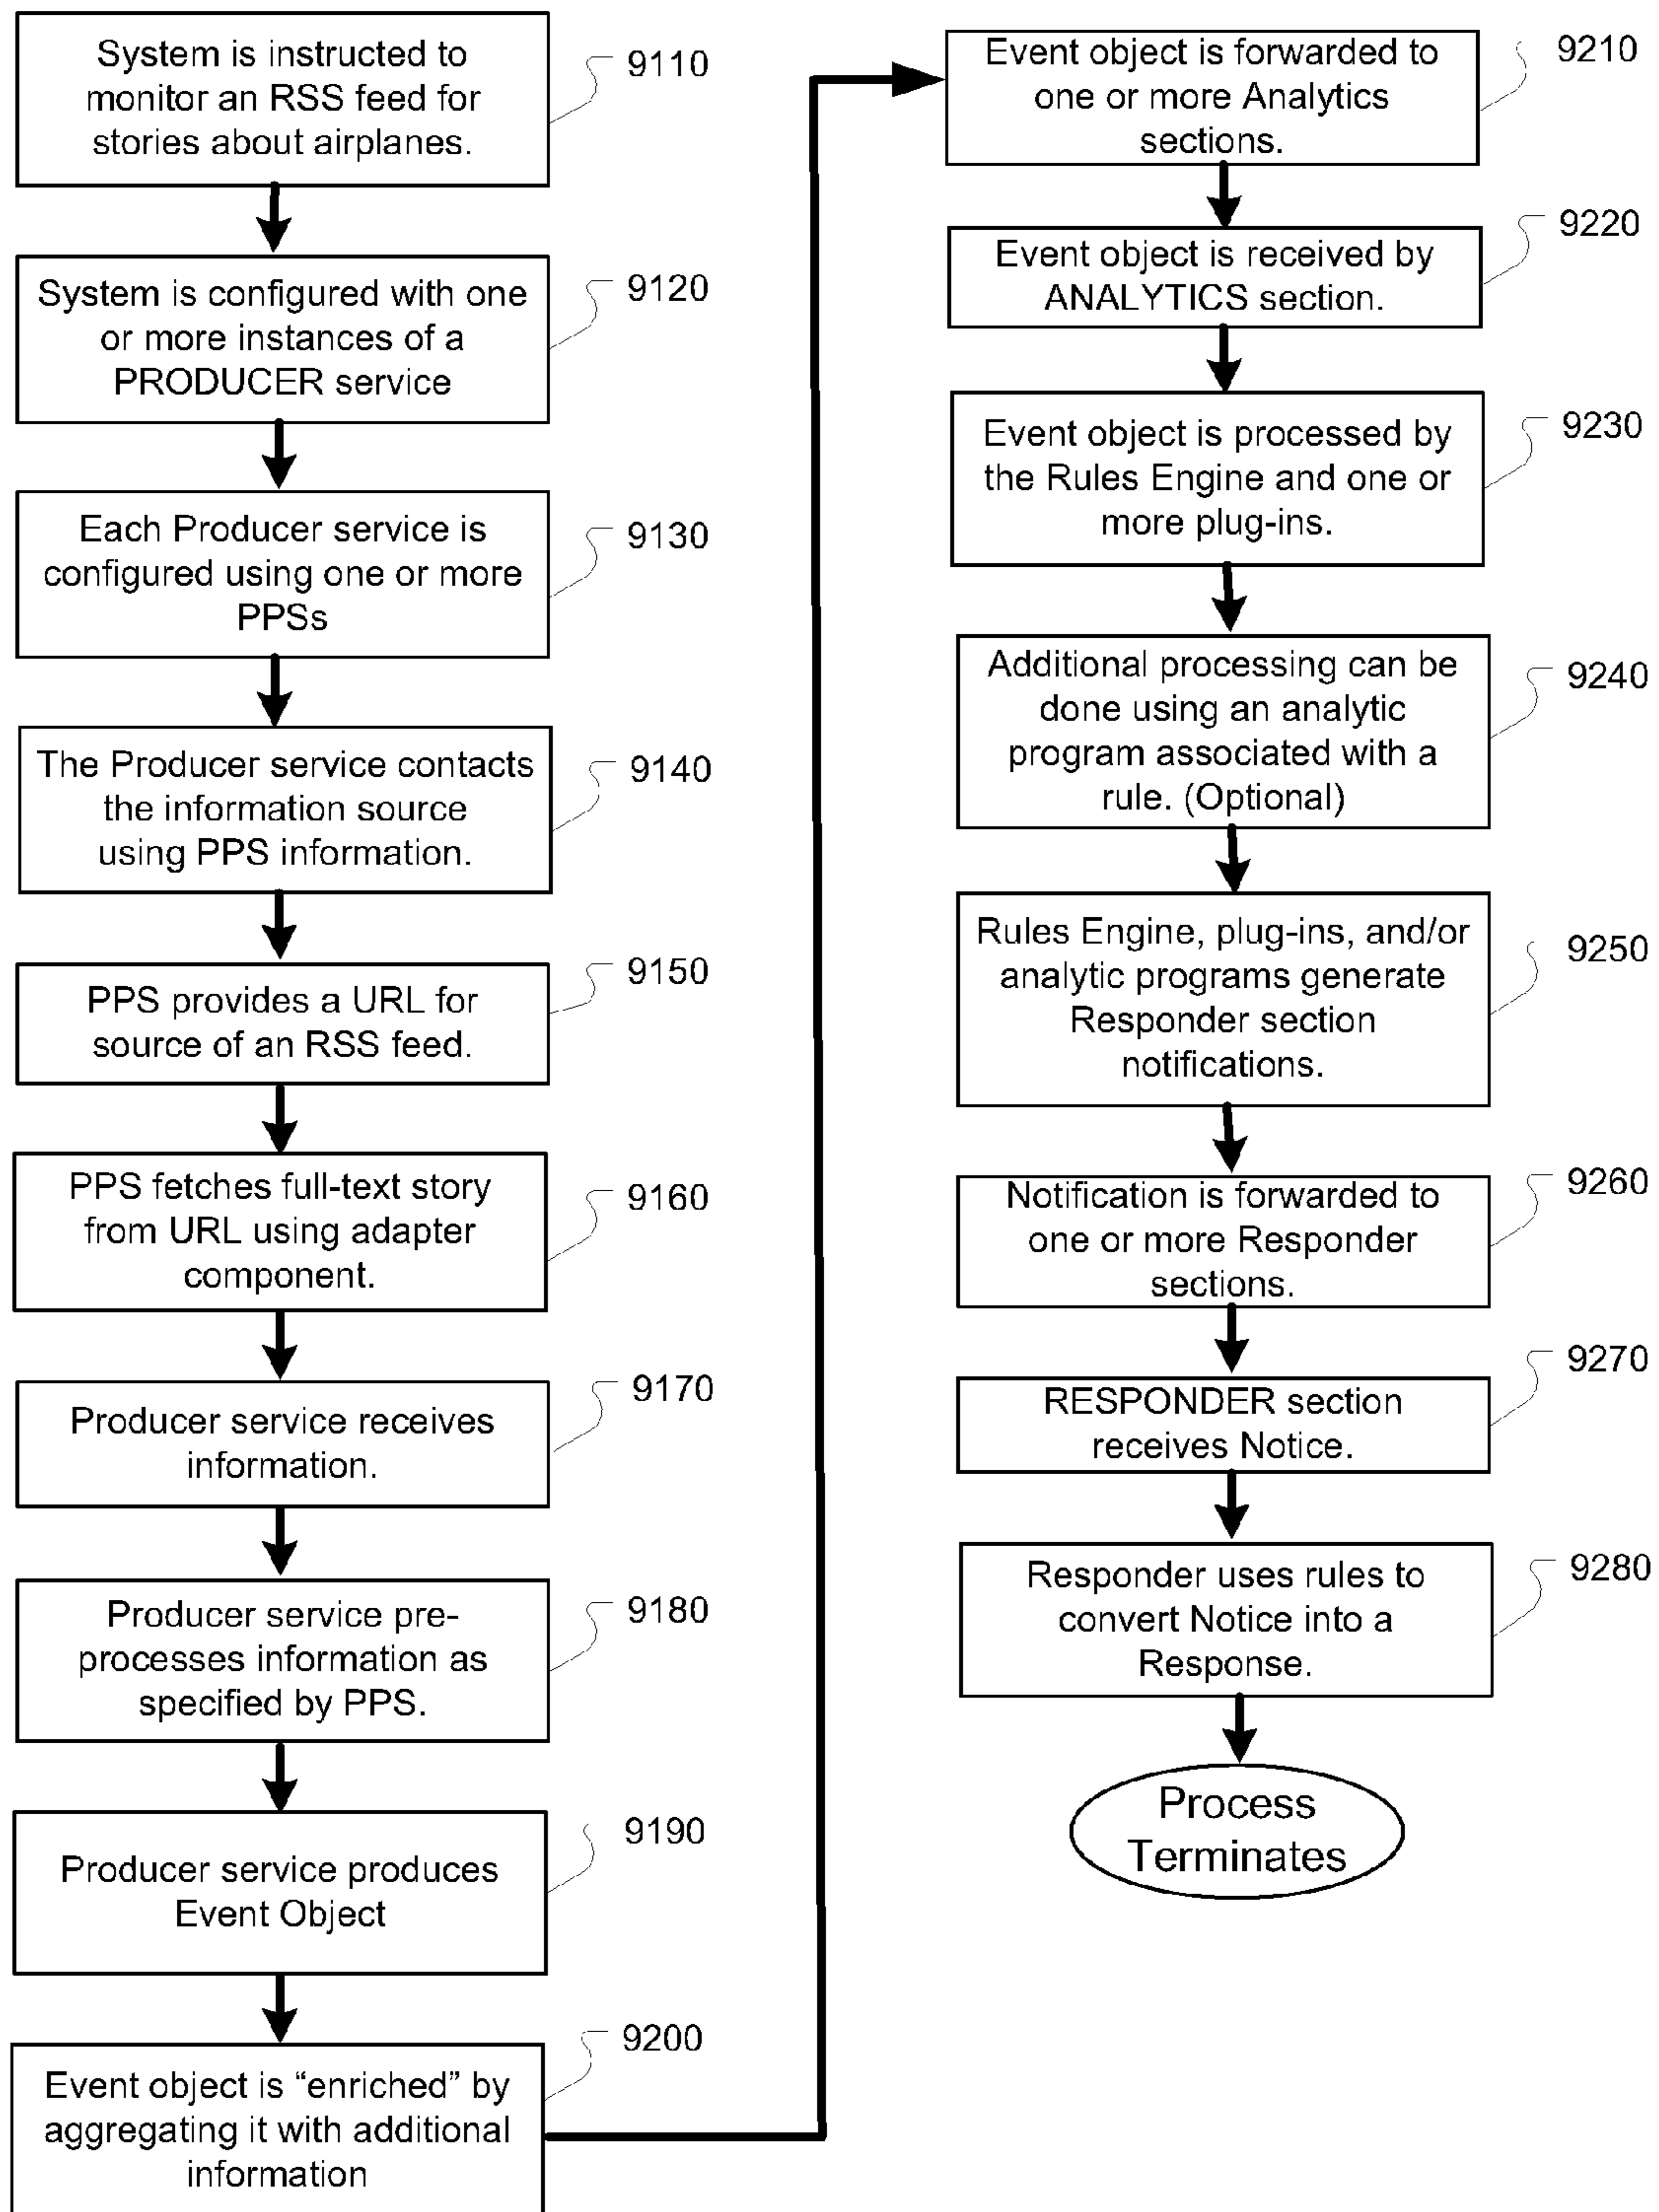 System is instructed to
monitor an RSS feed for
stories about airplanes.
9110
System is configured with one
or more instances of a
PRODUCER service
9120
Each Producer service is
configured using one or more
PPSs
9130
The Producer service contacts
the information source
using PPS information.
9140
PPS provides a URL for
source of an RSS feed.
9150
PPS fetches full-text story
from URL using adapter
component.
9160
Producer service receives
information.
9170
Producer service pre-
processes information as
specified by PPS.
9180
Producer service produces
Event Object
9190
Event object is “enriched” by
aggregating it with additional
information
9200
Event object is forwarded to
one or more Analytics
sections.
9210
Event object is received by
ANALYTICS section.
9220
Event object is processed by
the Rules Engine and one or
more plug-ins.
9230
Additional processing can be
done using an analytic
program associated with a
rule. (Optional)
9240
Rules Engine, plug-ins, and/or
analytic programs generate
Responder section
notifications.
9250
Notification is forwarded to
one or more Responder
sections.
9260
RESPONDER section
receives Notice.
9270
Responder uses rules to
convert Notice into a
Response.
9280
Process
Terminates